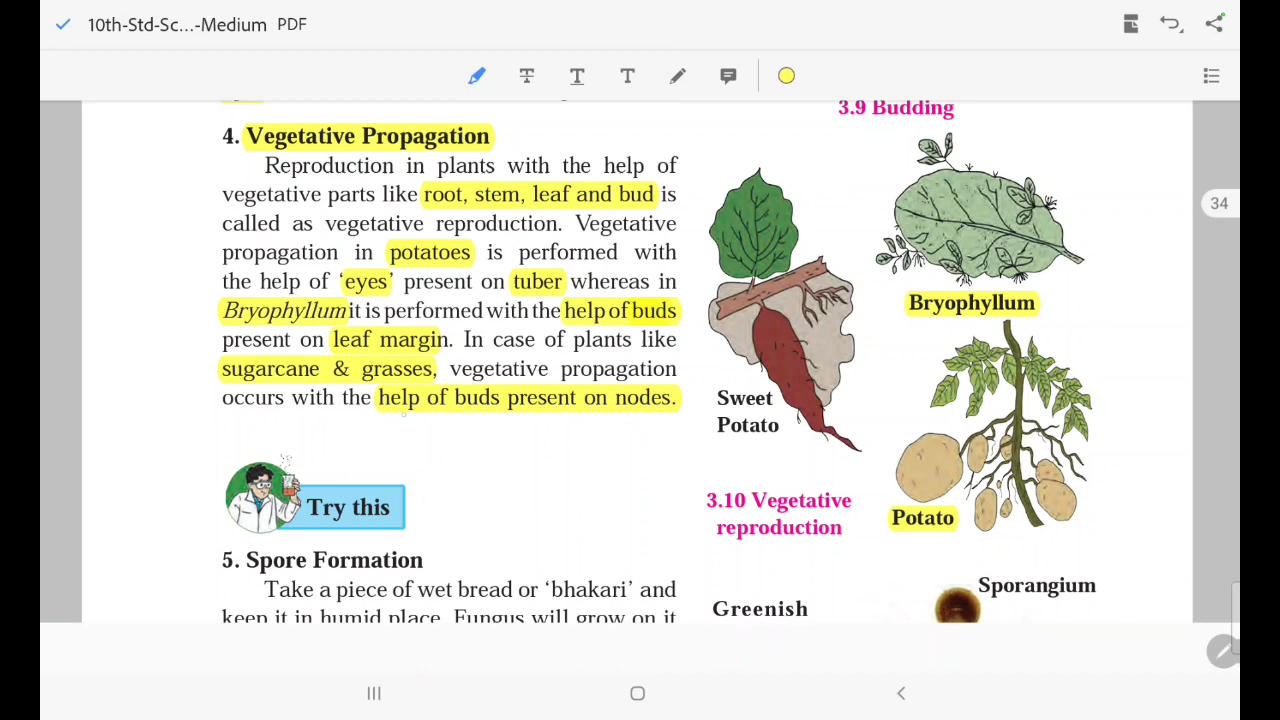 10th-Std-Sc...-Medium PDF
3.9 Budding
4. Vegetative Propagation
Reproduction in plants with the help of
vegetative parts like root, stem, leaf and bud is
called as vegetative reproduction. Vegetative
propagation in potatoes is performed with
the help of ‘eyes’ present on tuber whereas in
Bryophyllum it is performed with the help of buds
present on leaf margin. In case of plants like
sugarcane & grasses, vegetative propagation
occurs with the help of buds present on nodes.
Try this
5. Spore Formation
Take a piece of wet bread or ‘bhakari’ and
keep it in humid place. Fungus will grow on it
Bryophyllum
Sweet
Potato
Potato
3.10 Vegetative
reproduction
Sporangium
Greenish
34